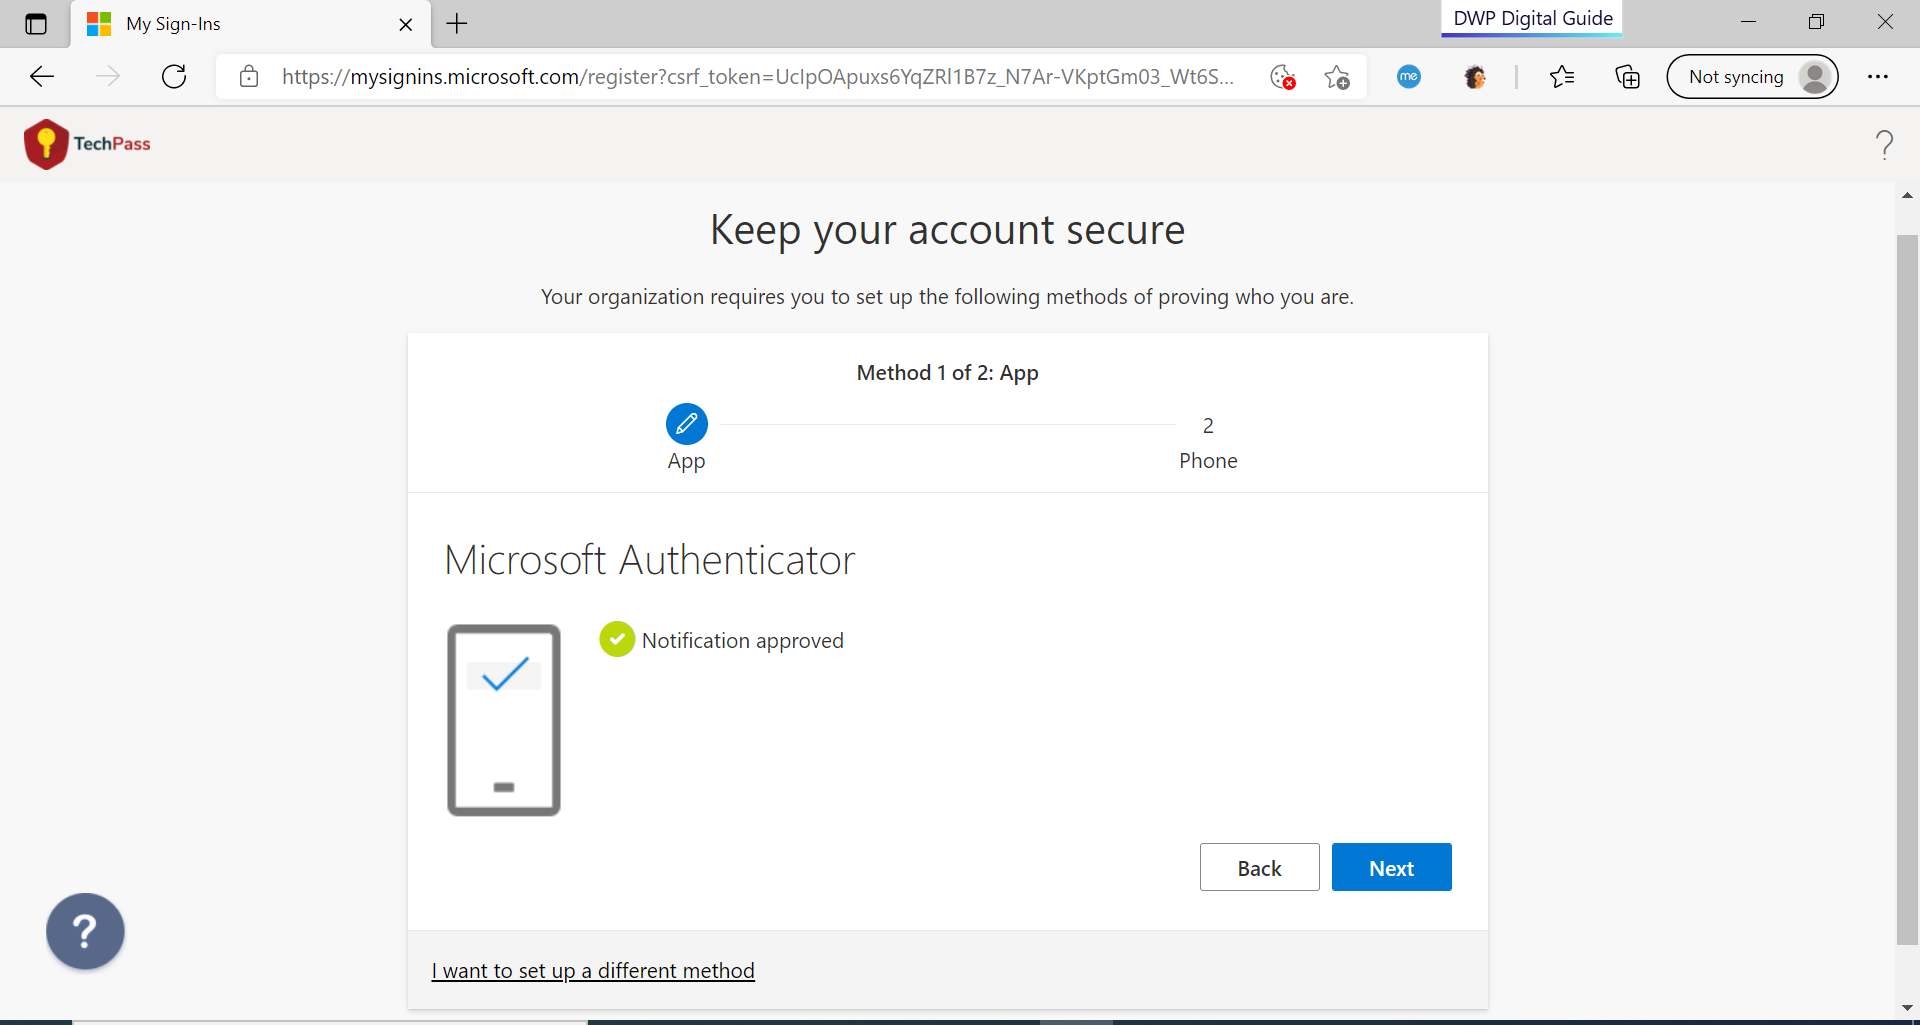 My Sign-Ins
DWP Digital Guide
https://mysignins.microsoft.com/register?csrf_token=UcIpOApuxs6YqZRl1B7z_N7Ar-VKptGm03_Wt6S...
me
Not syncing
TechPass
?
Keep your account secure
Your organization requires you to set up the following methods of proving who you are.
Method 1 of 2: App
2
App
Phone
Microsoft Authenticator
Notification approved
Back
Next
?
I want to set up a different method